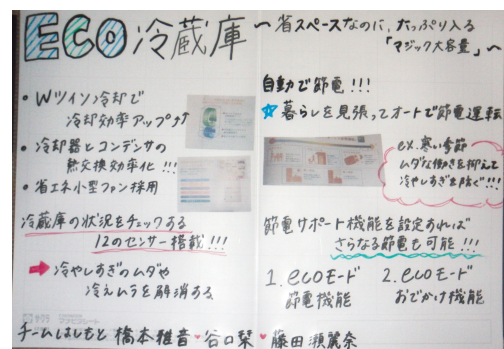 ECO冷蔵庫 ～省スペースなのに、たっぷり入る
「マジック大容量」～
・Wツイン冷却で
冷却効率アップ↑↑
・冷却器とコンデンサの
熱交換効率化!!!
・省エネ小型ファン採用
冷蔵庫の状況をチェックする
12のセンサー搭載!!!
➡冷やしすぎのムダや
冷えムラを解消する
自動で節電!!!
☆暮らしを見張ってオートで節電運転
ex.寒い季節
ムダな働きを抑えて
冷やしすぎを防ぐ!!!
節電サポート機能を設定すれば
さらなる節電も可能!!!
1.ecoモード
節電機能
2.ecoモード
おでかけ機能
チームはしもと 橋本雅音♥谷口栞♥藤田瀬麗奈